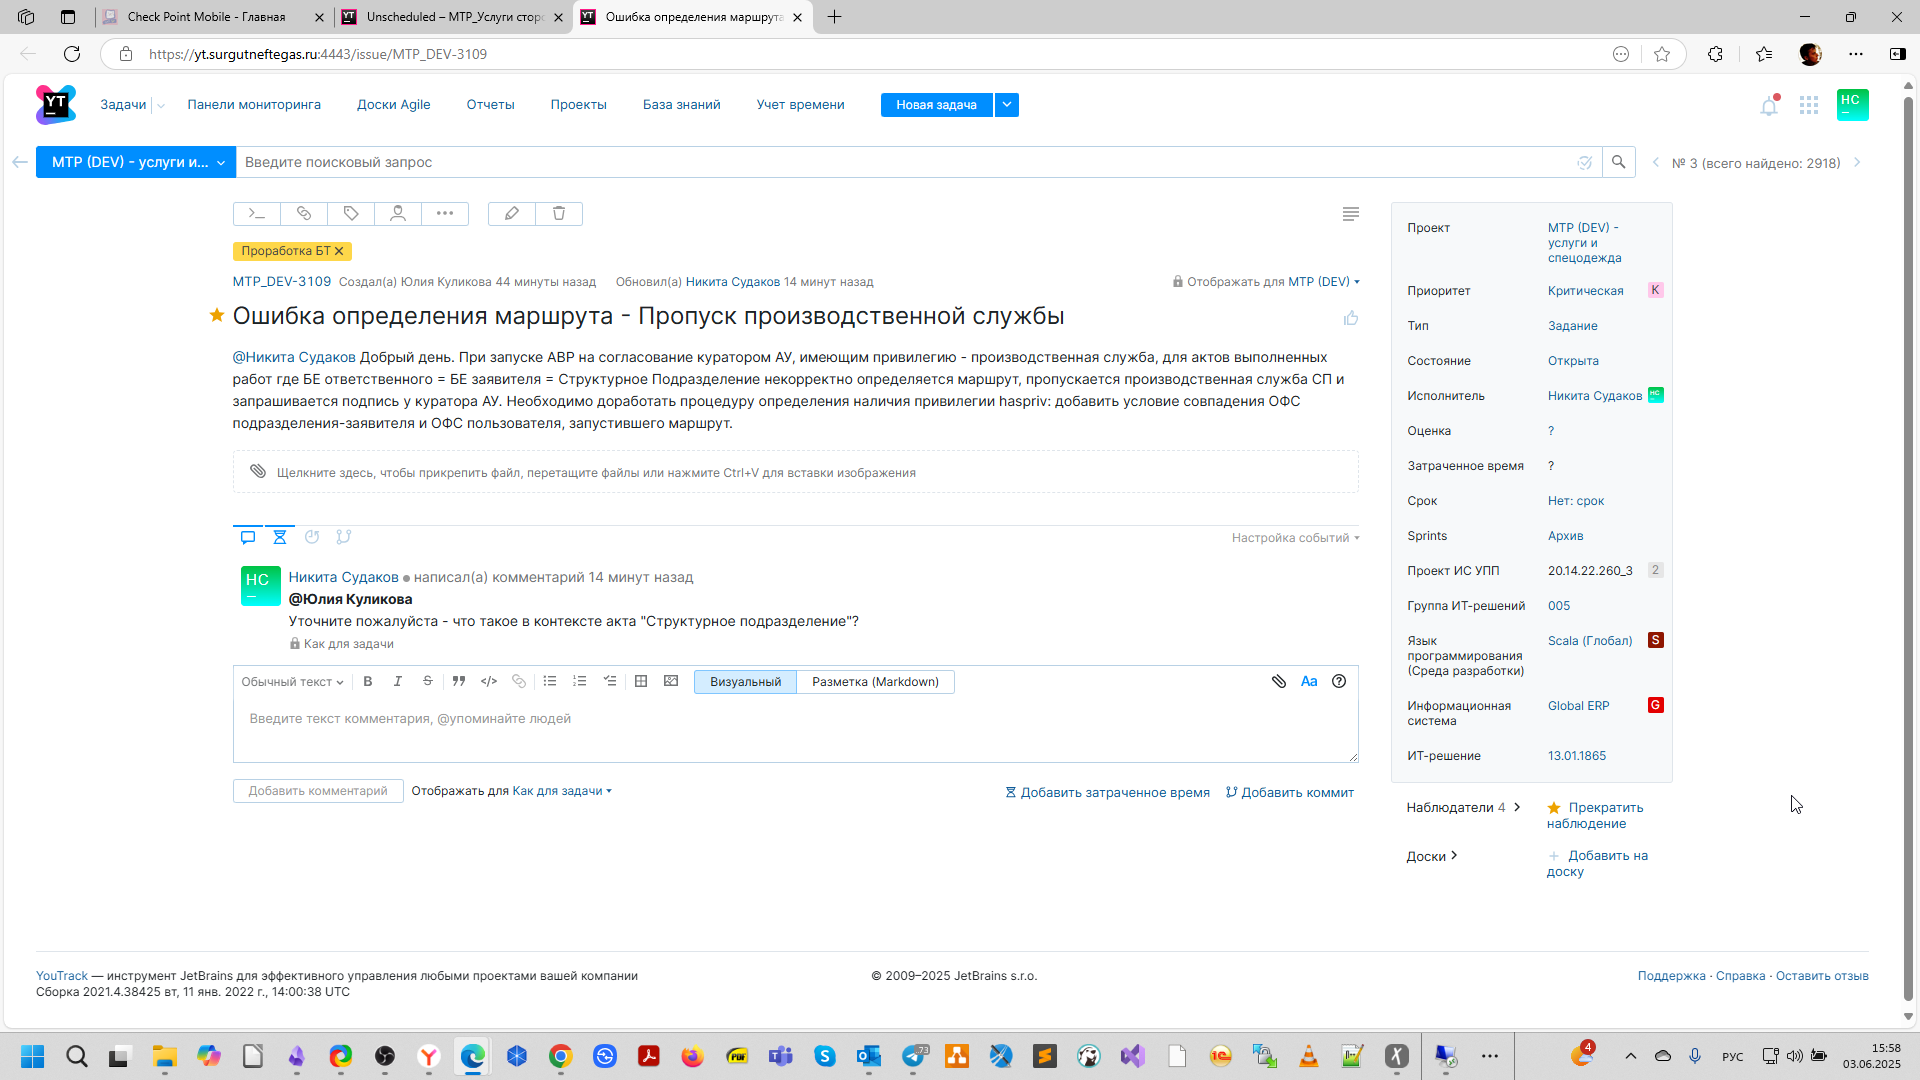 Check Point Mobile - Главная
Unscheduled – MTP_Услуги сторо
Ошибка определения маршрута
https://yt.surgutneftegas.ru:4443/issue/MTP_DEV-3109
YT
Задачи
Панели мониторинга
Доски Agile
Отчеты
Проекты
База знаний
Учет времени
Новая задача
НС
МТР (DEV) - услуги и...
Введите поисковый запрос
№ 3 (всего найдено: 2918)
Проработка БТ
MTP_DEV-3109 Создал(а) Юлия Куликова 44 минуты назад Обновил(а) Никита Судаков 14 минут назад
Отображать для МТР (DEV)
Ошибка определения маршрута - Пропуск производственной службы
@Никита Судаков Добрый день. При запуске АВР на согласование куратором АУ, имеющим привилегию - производственная служба, для актов выполненных
работ где БЕ ответственного = БЕ заявителя = Структурное Подразделение некорректно определяется маршрут, пропускается производственная служба СП и
запрашивается подпись у куратора АУ. Необходимо доработать процедуру определения наличия привилегии haspriv: добавить условие совпадения ОФС
подразделения-заявителя и ОФС пользователя, запустившего маршрут.
Щелкните здесь, чтобы прикрепить файл, перетащите файлы или нажмите Ctrl+V для вставки изображения
Настройка событий
НС
Никита Судаков написал(а) комментарий 14 минут назад
@Юлия Куликова
Уточните пожалуйста - что такое в контексте акта "Структурное подразделение"?
Как для задачи
Обычный текст
Визуальный
Разметка (Markdown)
Aa
Введите текст комментария, @упоминайте людей
Добавить комментарий
Отображать для Как для задачи
Добавить затраченное время
Добавить коммит
Проект
МТР (DEV) -
услуги и
спецодежда
Приоритет
Критическая
К
Тип
Задание
Состояние
Открыта
Исполнитель
Никита Судаков
НС
Оценка
?
Затраченное время
?
Срок
Нет: срок
Sprints
Архив
Проект ИС УПП
20.14.22.260_3
2
Группа ИТ-решений
005
Язык
программирования
(Среда разработки)
Scala (Глобал)
S
Информационная
система
Global ERP
G
ИТ-решение
13.01.1865
Наблюдатели 4
Прекратить
наблюдение
Доски
Добавить на
доску
YouTrack — инструмент JetBrains для эффективного управления любыми проектами вашей компании
Сборка 2021.4.38425 вт, 11 янв. 2022 г., 14:00:38 UTC
© 2009–2025 JetBrains s.r.o.
Поддержка · Справка · Оставить отзыв
PDF
73
4
РУС
15:58
03.06.2025